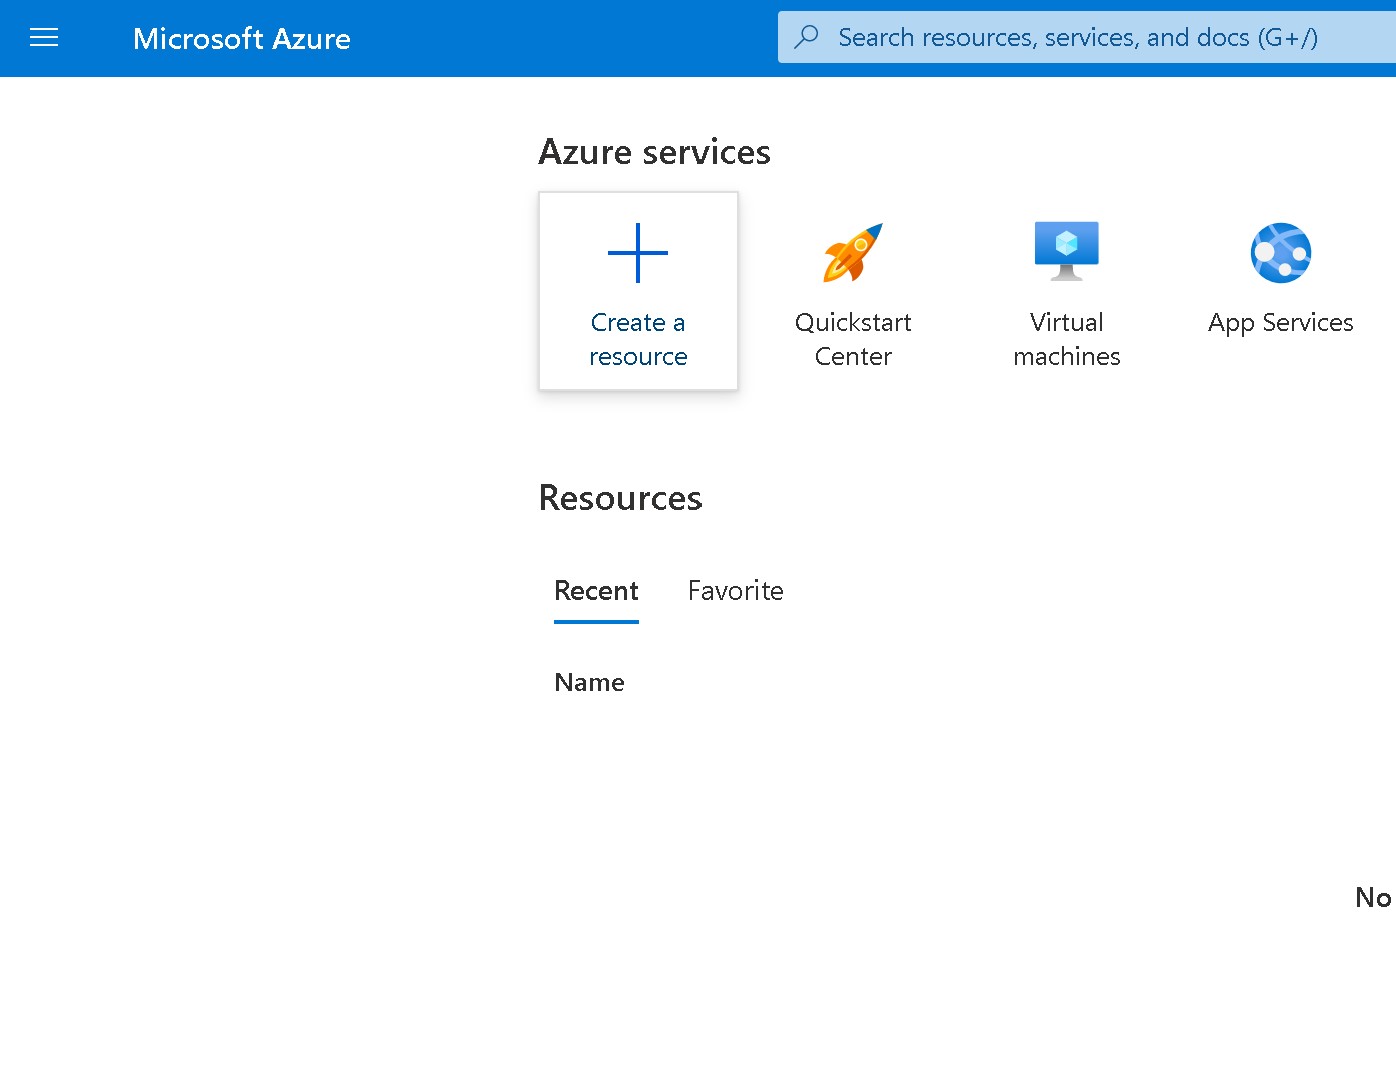 Microsoft Azure
Search resources, services, and docs (G+/)
Azure services
Create a
resource
Quickstart
Center
Virtual
machines
App Services
Resources
Recent
Favorite
Name
No